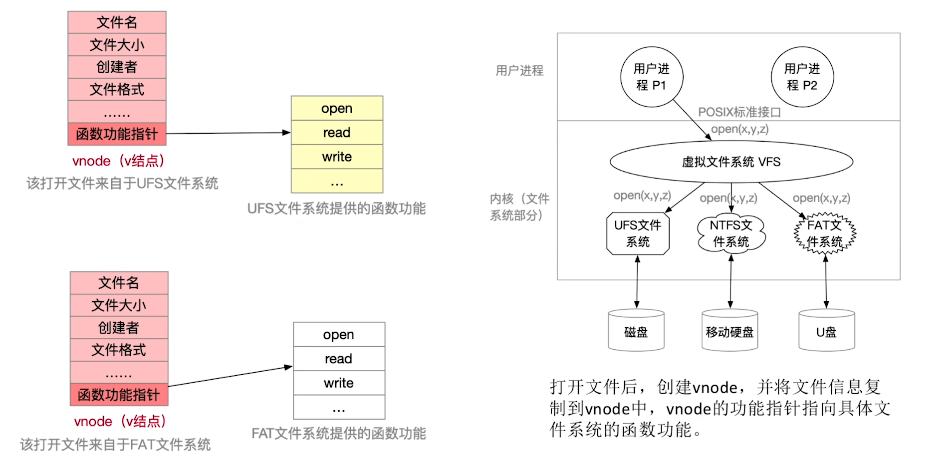 文件名
文件大小
创建者
文件格式
……
函数功能指针
vnode（v结点）
该打开文件来自于UFS文件系统
open
read
write
…
UFS文件系统提供的函数功能
文件名
文件大小
创建者
文件格式
……
函数功能指针
vnode（v结点）
该打开文件来自于FAT文件系统
open
read
write
…
FAT文件系统提供的函数功能
用户进程
用户进
程 P1
用户进
程 P2
POSIX标准接口
open(x,y,z)
虚拟文件系统 VFS
内核（文件
系统部分）
open(x,y,z)
open(x,y,z)
open(x,y,z)
UFS文件
系统
NTFS文
件系统
FAT文
件系统
磁盘
移动硬盘
U盘
打开文件后，创建vnode，并将文件信息复
制到vnode中，vnode的功能指针指向具体文
件系统的函数功能。